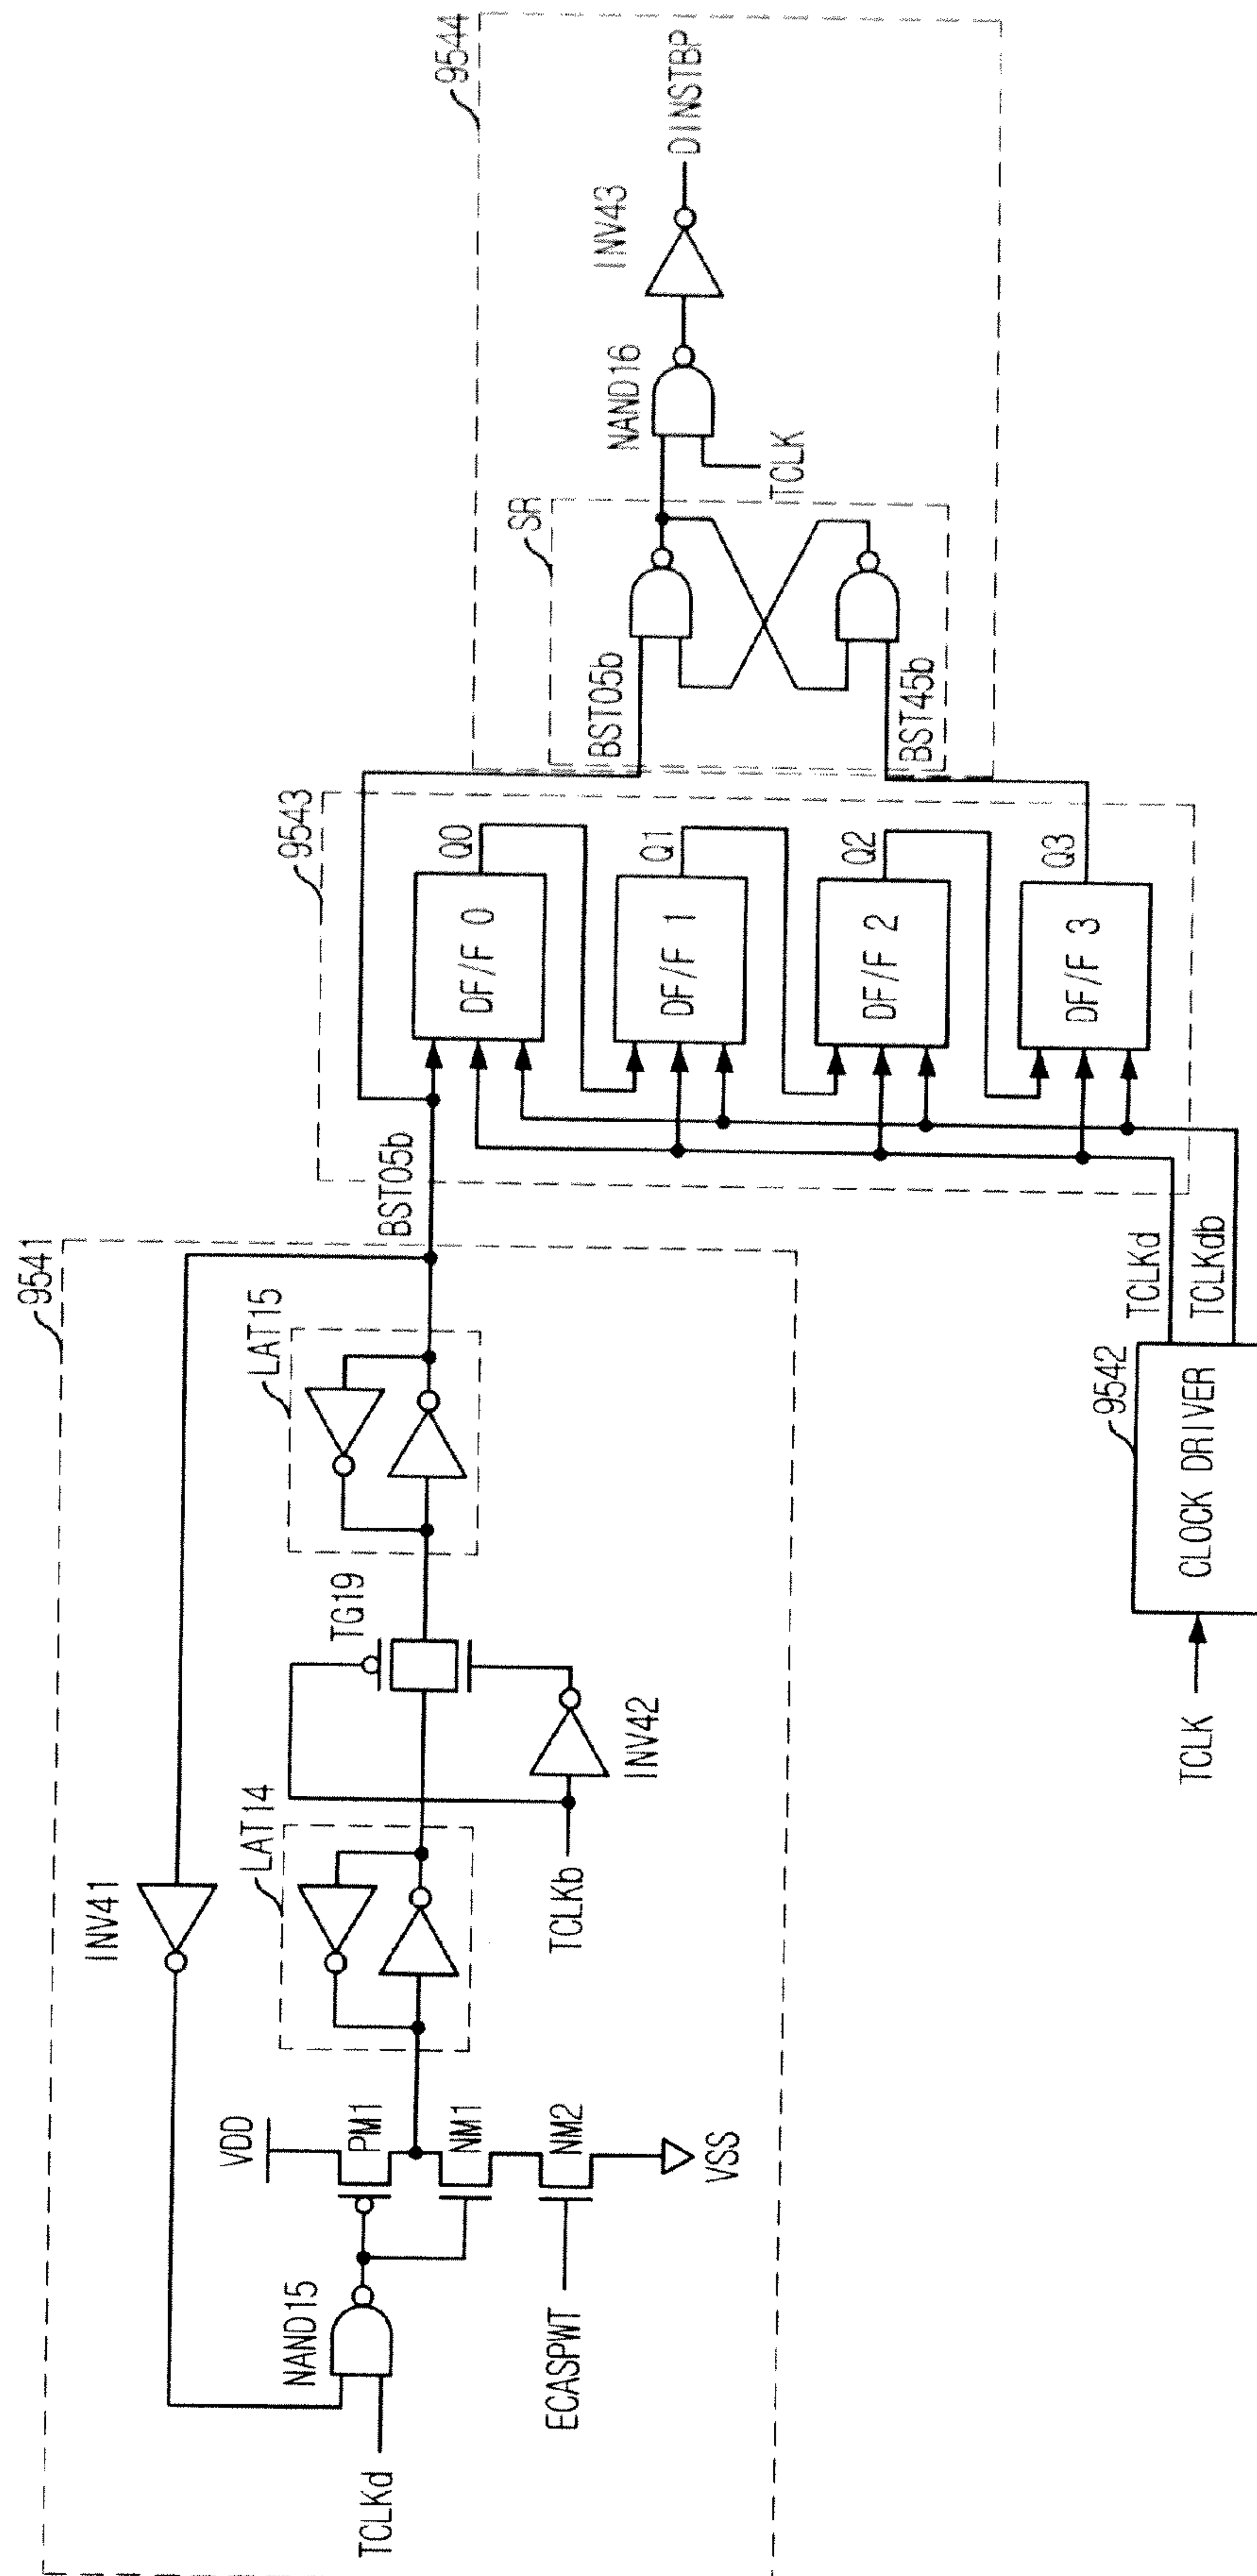 9541
INV41
NAND15
TCLKd
VDD
PM1
NM1
NM2
ECASPWT
VSS
LAT14
TG19
TCLKb
INV42
LAT15
BST05b
9542
TCLK
CLOCK DRIVER
TCLKd
TCLKdb
9543
DF/F 0
Q0
DF/F 1
Q1
DF/F 2
Q2
DF/F 3
Q3
9544
SR
BST05b
BST45b
NAND16
TCLK
INV43
DINSTBP